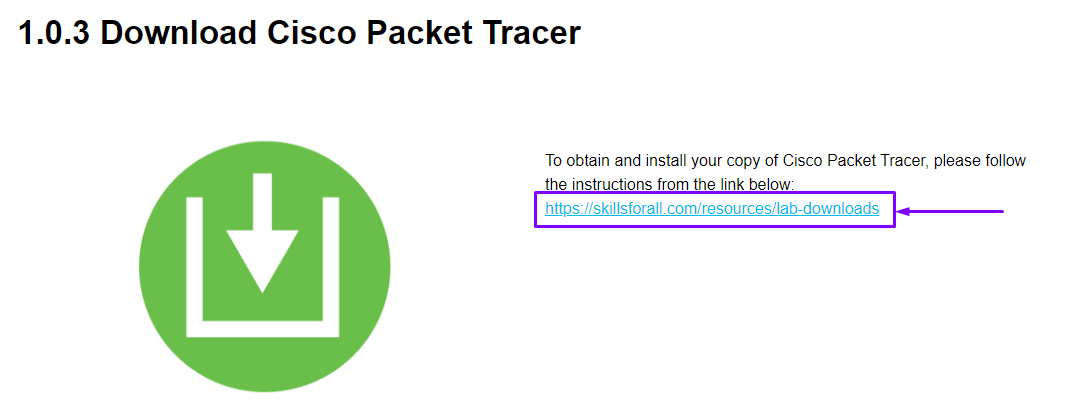 1.0.3 Download Cisco Packet Tracer
To obtain and install your copy of Cisco Packet Tracer, please follow
the instructions from the link below:
https://skillsforall.com/resources/lab-downloads